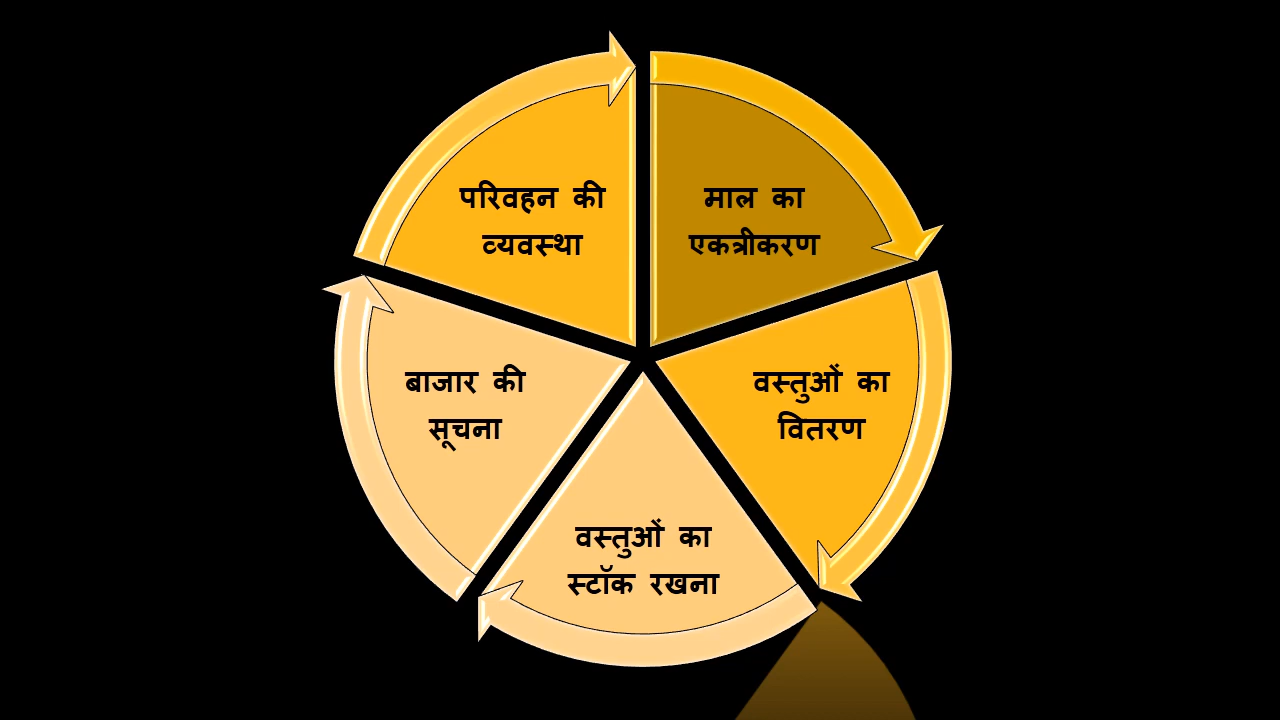 माल का
एकत्रीकरण
वस्तुओं का
वितरण
वस्तुओं का
स्टॉक रखना
बाजार की
सूचना
परिवहन की
व्यवस्था